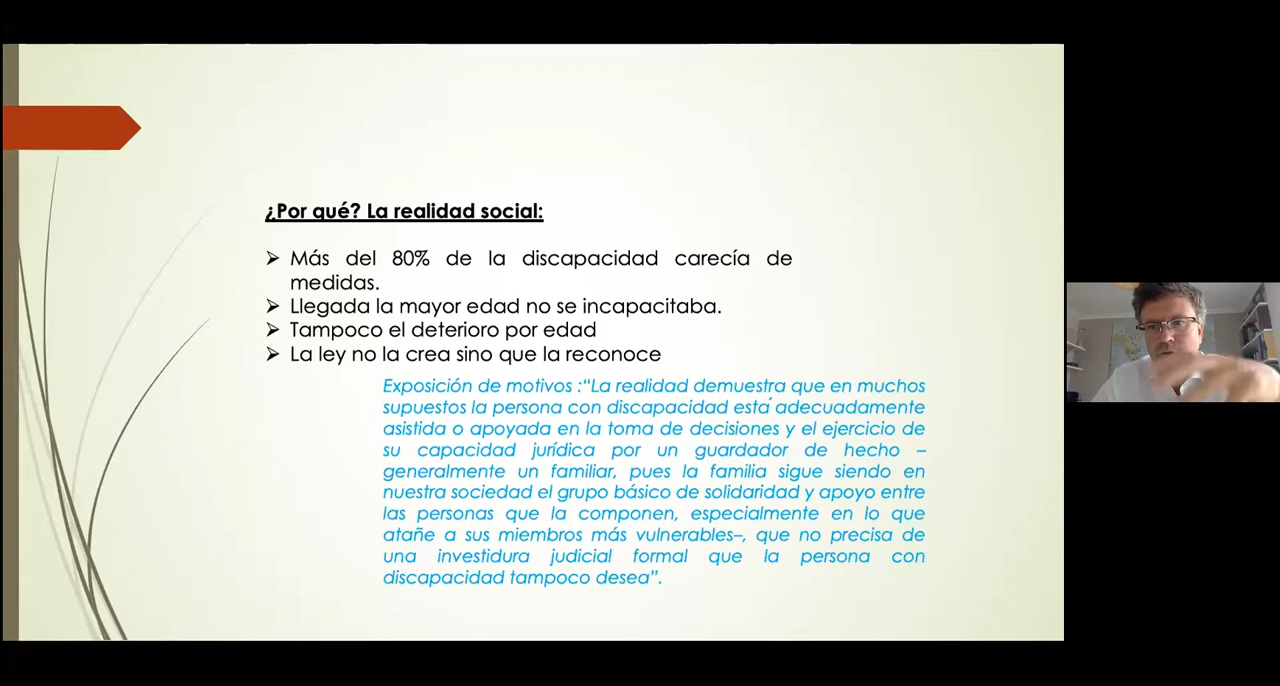 ¿Por qué? La realidad social:
➢ Más del 80% de la discapacidad carecía de
medidas.
➢ Llegada la mayor edad no se incapacitaba.
➢ Tampoco el deterioro por edad
➢ La ley no la crea sino que la reconoce
Exposición de motivos :“La realidad demuestra que en muchos
supuestos la persona con discapacidad está adecuadamente
asistida o apoyada en la toma de decisiones y el ejercicio de
su capacidad jurídica por un guardador de hecho –
generalmente un familiar, pues la familia sigue siendo en
nuestra sociedad el grupo básico de solidaridad y apoyo entre
las personas que la componen, especialmente en lo que
atañe a sus miembros más vulnerables–, que no precisa de
una investidura judicial formal que la persona con
discapacidad tampoco desea”.